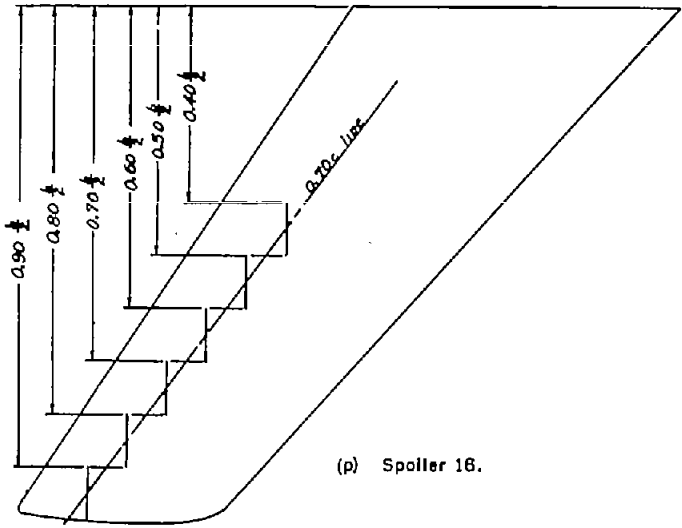 0.90 b/2
0.80 b/2
0.70 b/2
0.60 b/2
0.50 b/2
0.40 b/2
0.70c LINE
(p) Spoiler 16.